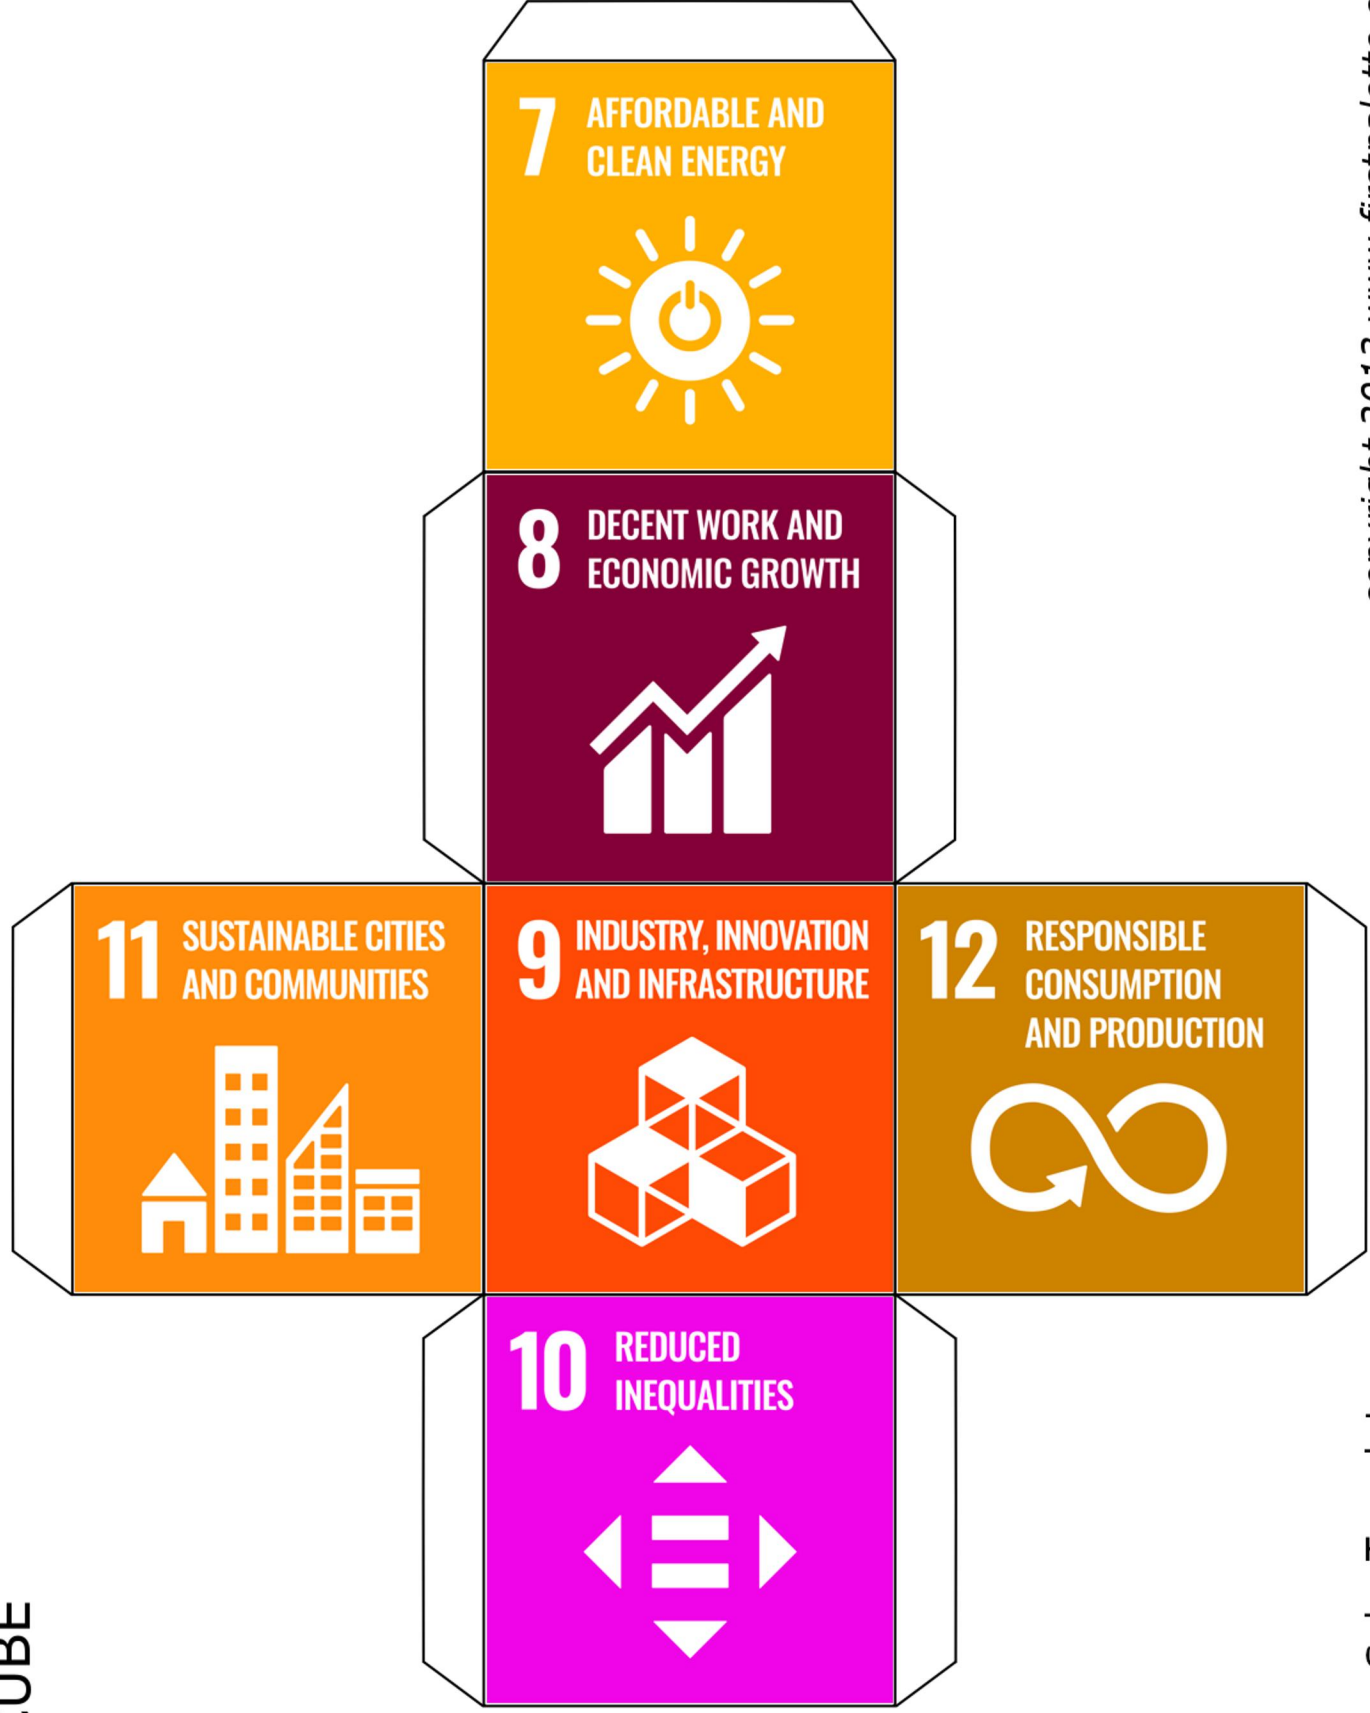 7 AFFORDABLE AND
CLEAN ENERGY
8 DECENT WORK AND
ECONOMIC GROWTH
11 SUSTAINABLE CITIES
AND COMMUNITIES
9 INDUSTRY, INNOVATION
AND INFRASTRUCTURE
12 RESPONSIBLE
CONSUMPTION
AND PRODUCTION
10 REDUCED
INEQUALITIES